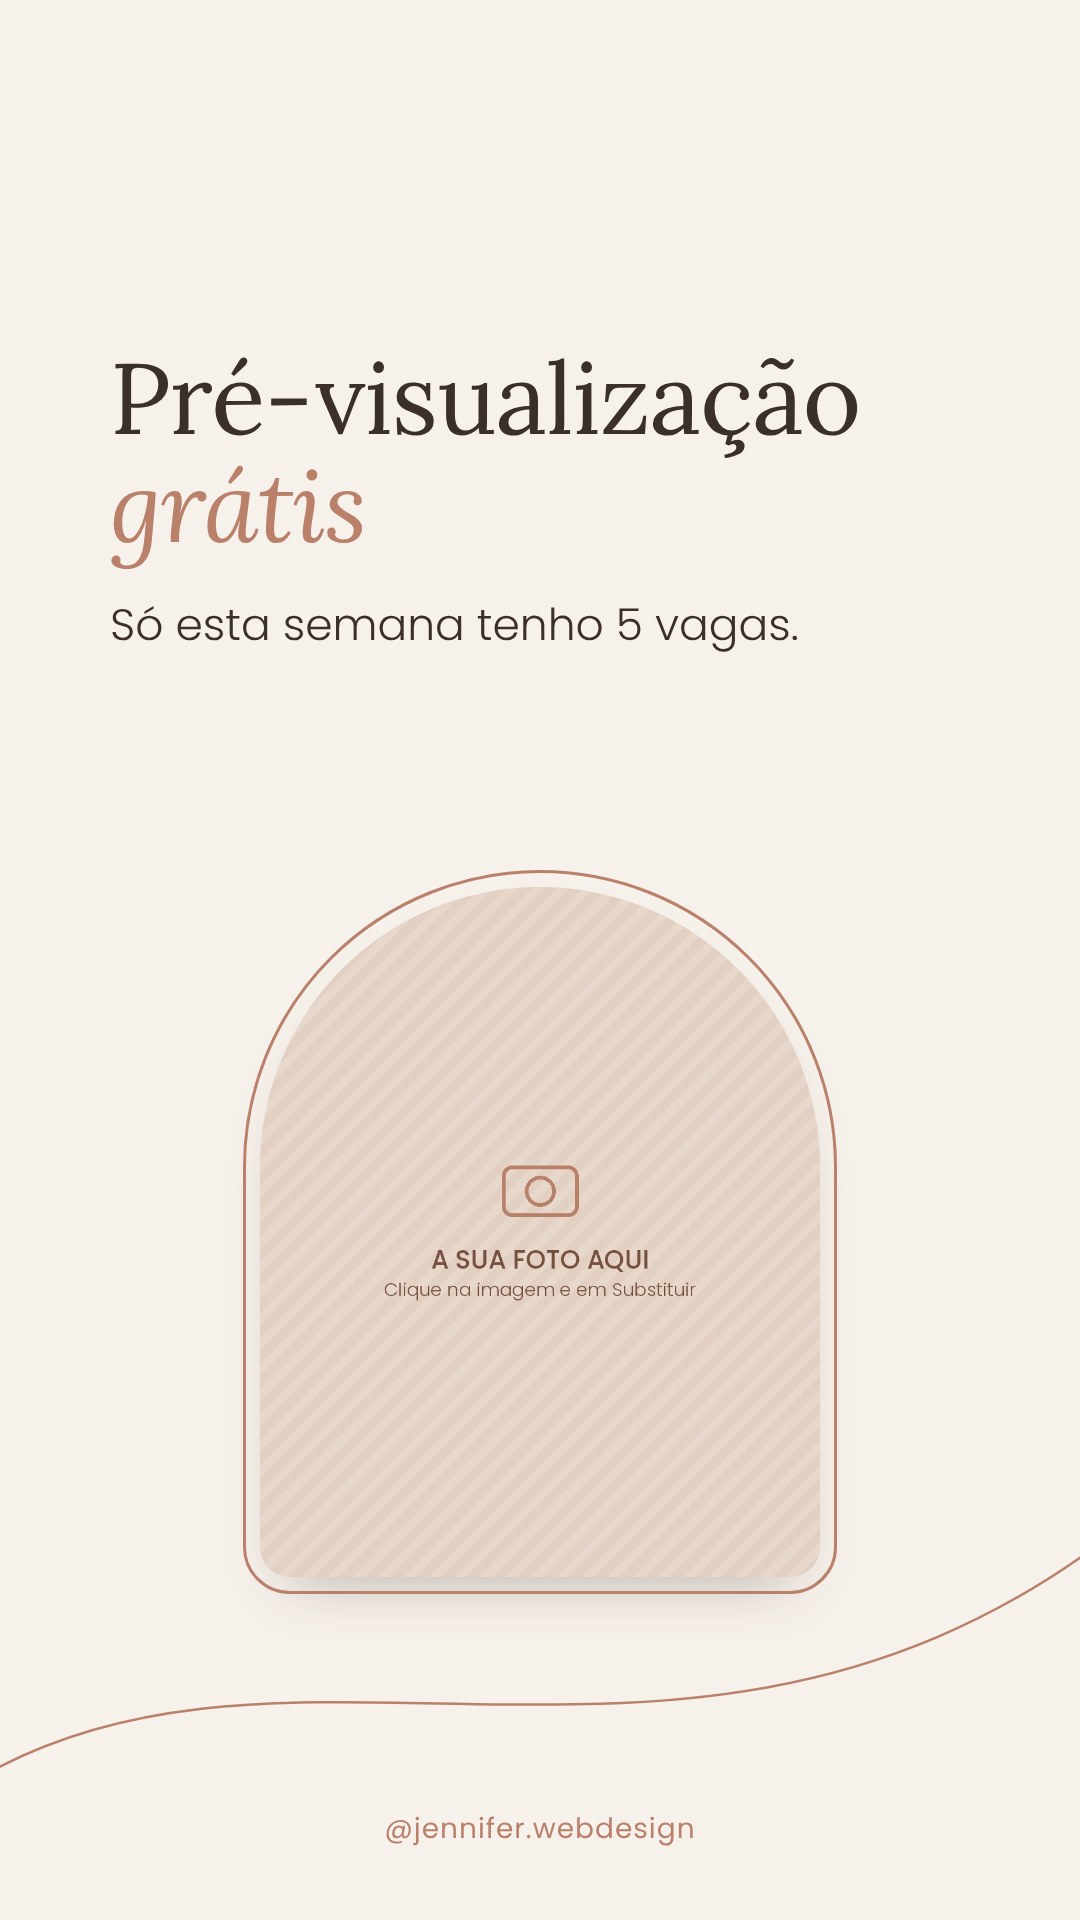 Pré-visualização
grátis
Só esta semana tenho 5 vagas.
A SUA FOTO AQUI
Clique na imagem e em Substituir
@jennifer.webdesign